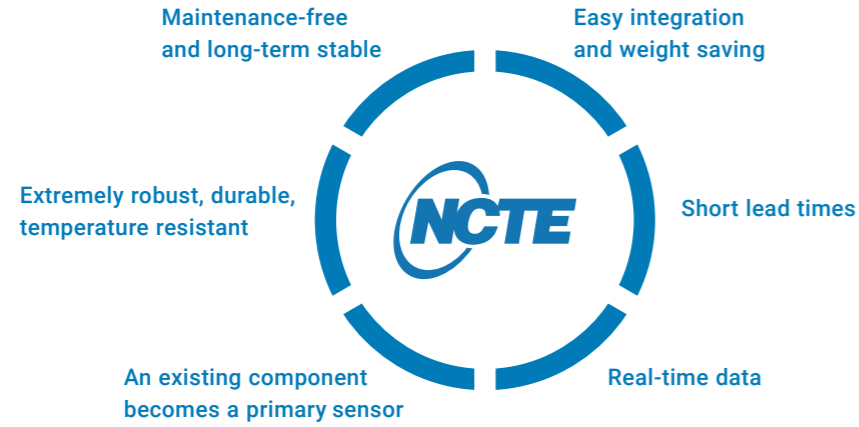 Maintenance-free
and long-term stable
Easy integration
and weight saving
Extremely robust, durable,
temperature resistant
NCTE
Short lead times
An existing component
becomes a primary sensor
Real-time data